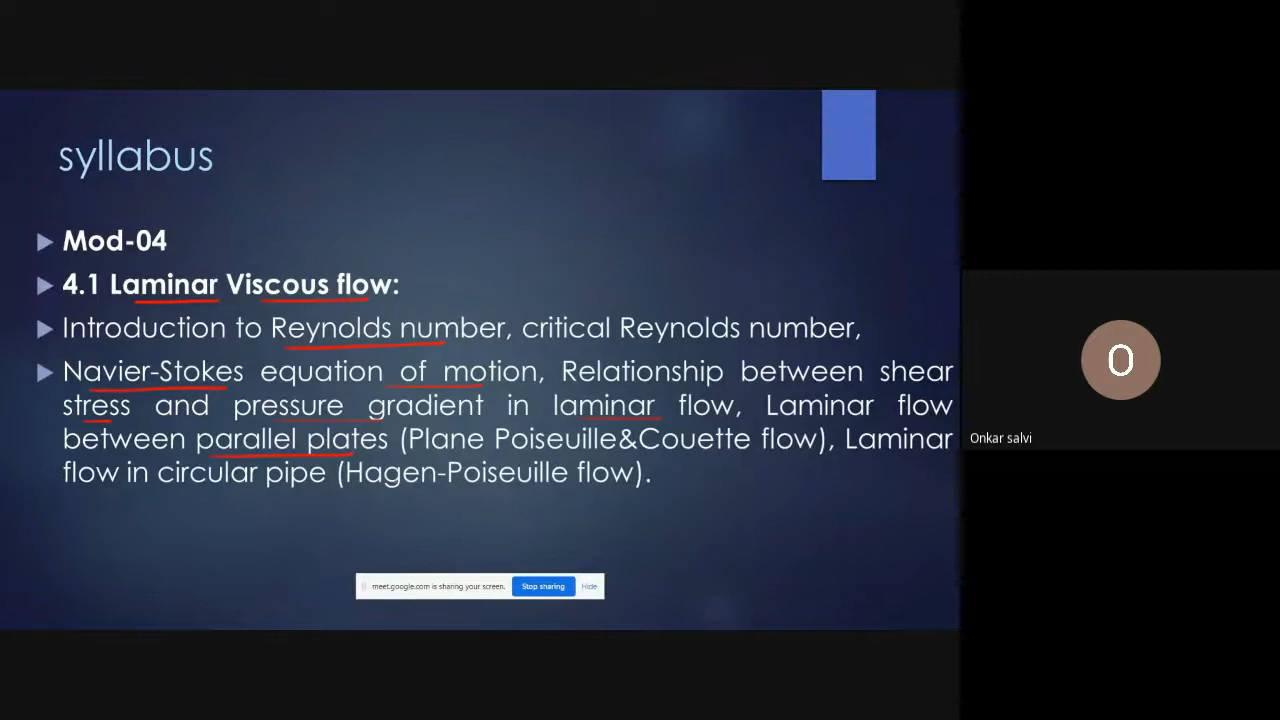 syllabus
Mod-04
4.1 Laminar Viscous flow:
Introduction to Reynolds number, critical Reynolds number,
Navier-Stokes equation of motion, Relationship between shear
stress and pressure gradient in laminar flow, Laminar flow
between parallel plates (Plane Poiseuille&Couette flow), Laminar
flow in circular pipe (Hagen-Poiseuille flow).
meet.google.com is sharing your screen. Stop sharing Hide
O
Onkar salvi